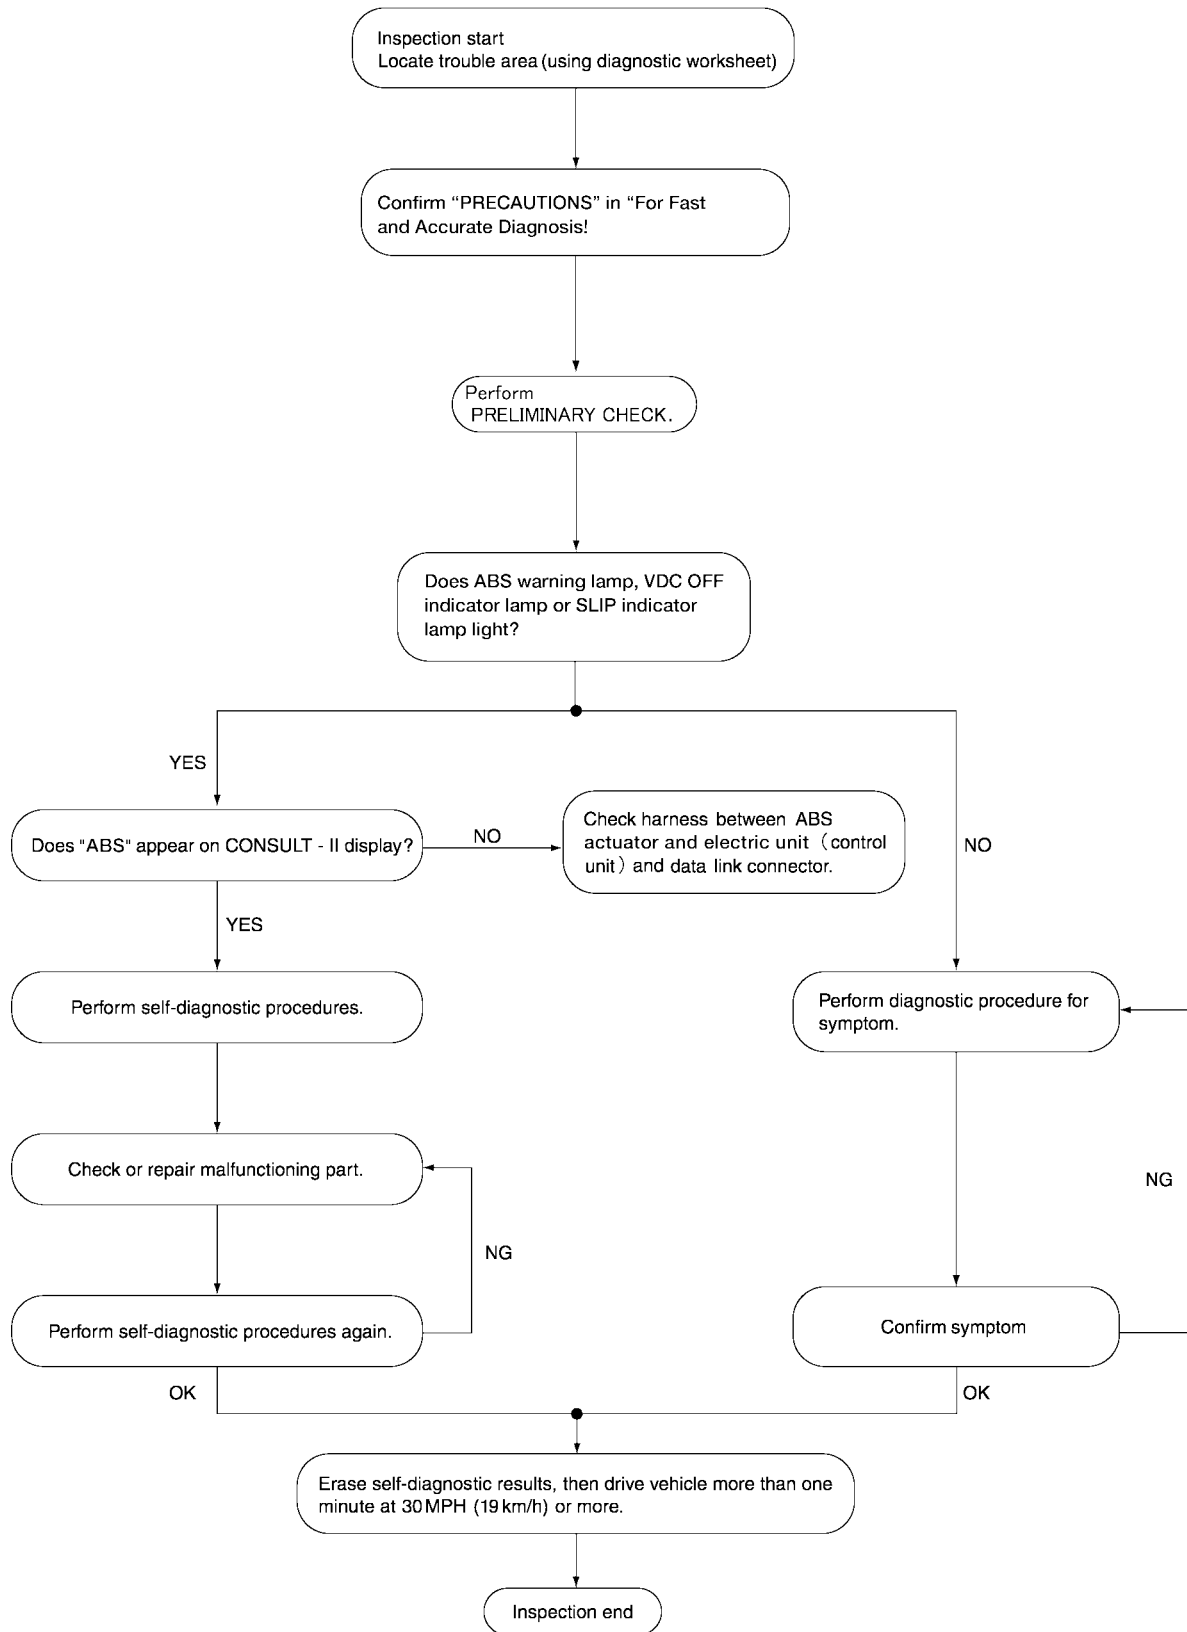 Inspection start
Locate trouble area (using diagnostic worksheet)
Confirm “PRECAUTIONS” in “For Fast
and Accurate Diagnosis!
Perform
PRELIMINARY CHECK.
Does ABS warning lamp, VDC OFF
indicator lamp or SLIP indicator
lamp light?
YES
NO
Does "ABS" appear on CONSULT - II display?
NO
Check harness between ABS
actuator and electric unit (control
unit) and data link connector.
YES
Perform self-diagnostic procedures.
Perform diagnostic procedure for
symptom.
Check or repair malfunctioning part.
NG
NG
Perform self-diagnostic procedures again.
Confirm symptom
OK
OK
Erase self-diagnostic results, then drive vehicle more than one
minute at 30 MPH (19 km/h) or more.
Inspection end